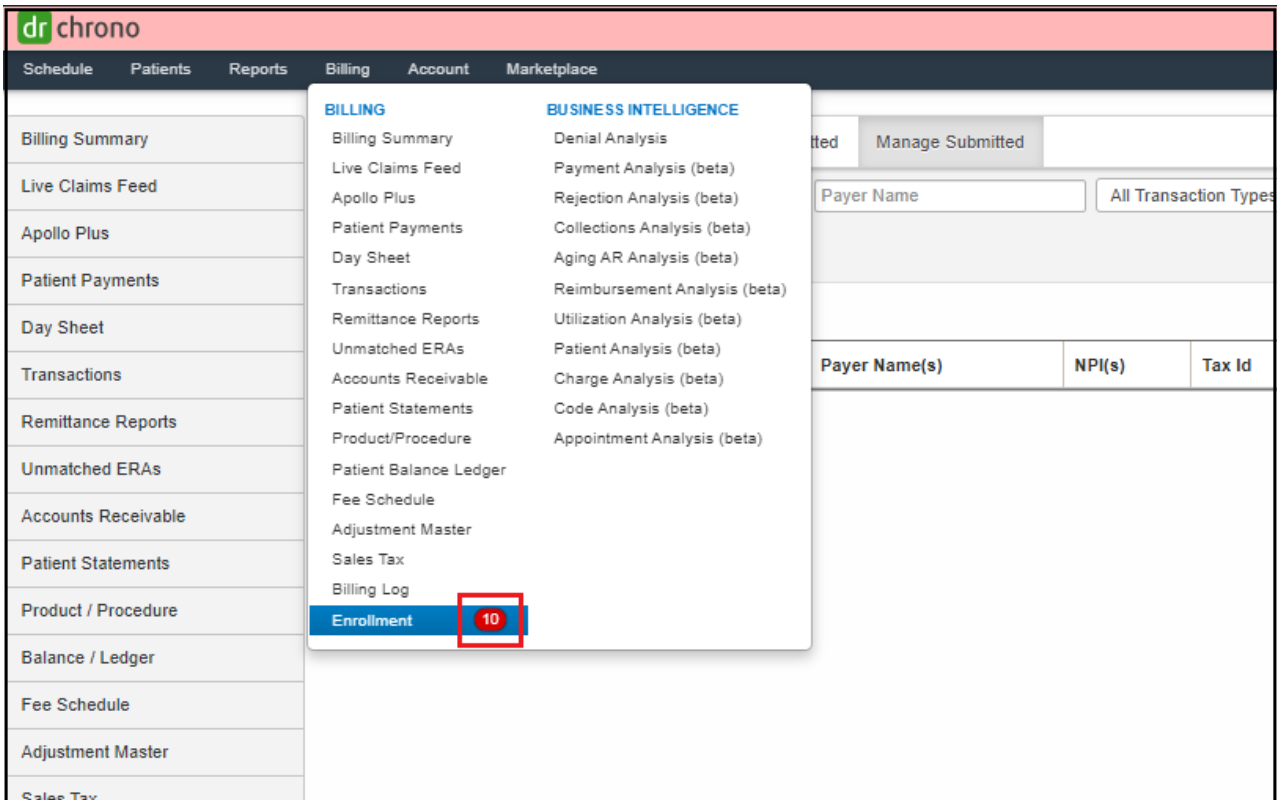 dr chrono
Schedule Patients Reports Billing Account Marketplace
Billing Summary
Live Claims Feed
Apollo Plus
Patient Payments
Day Sheet
Transactions
Remittance Reports
Unmatched ERAs
Accounts Receivable
Patient Statements
Product / Procedure
Balance / Ledger
Fee Schedule
Adjustment Master
Sales Tax
BILLING
Billing Summary
Live Claims Feed
Apollo Plus
Patient Payments
Day Sheet
Transactions
Remittance Reports
Unmatched ERAs
Accounts Receivable
Patient Statements
Product/Procedure
Patient Balance Ledger
Fee Schedule
Adjustment Master
Sales Tax
Billing Log
Enrollment 10
BUSINESS INTELLIGENCE
Denial Analysis
Payment Analysis (beta)
Rejection Analysis (beta)
Collections Analysis (beta)
Aging AR Analysis (beta)
Reimbursement Analysis (beta)
Utilization Analysis (beta)
Patient Analysis (beta)
Charge Analysis (beta)
Code Analysis (beta)
Appointment Analysis (beta)
tted Manage Submitted
Payer Name All Transaction Types
Payer Name(s) NPI(s) Tax Id